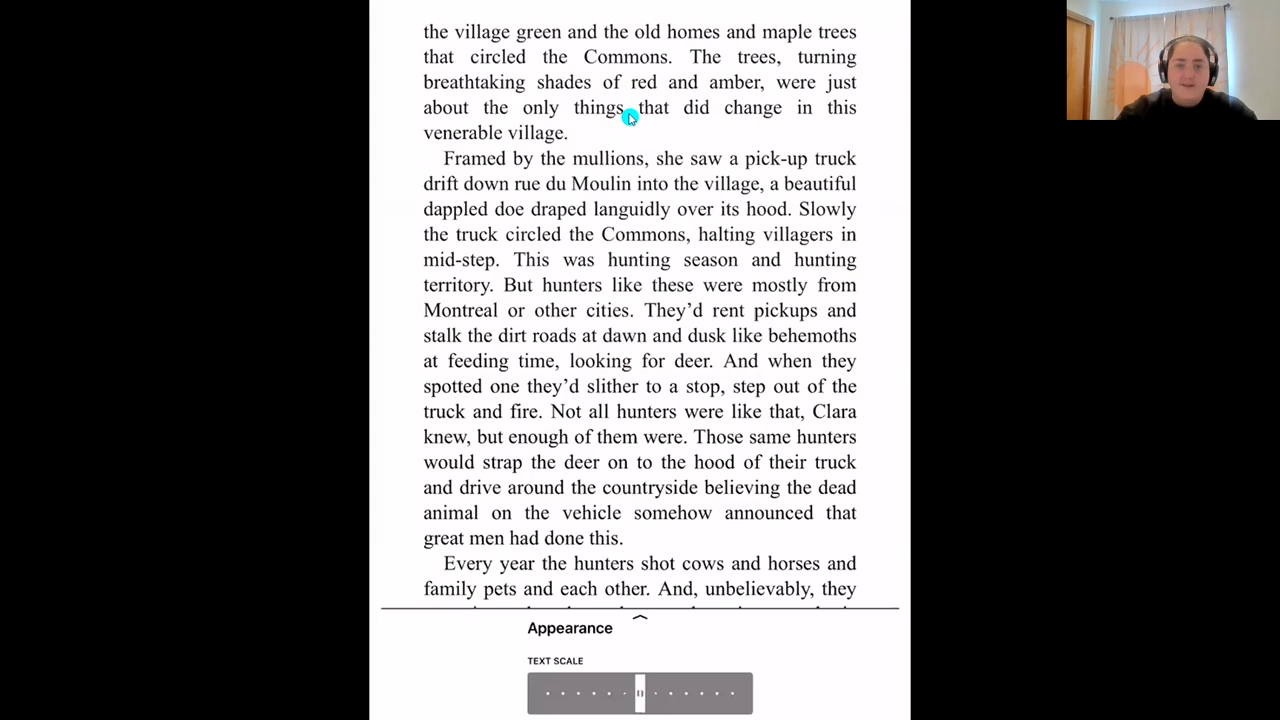 the village green and the old homes and maple trees
that circled the Commons. The trees, turning
breathtaking shades of red and amber, were just
about the only things that did change in this
venerable village.
Framed by the mullions, she saw a pick-up truck
drift down rue du Moulin into the village, a beautiful
dappled doe draped languidly over its hood. Slowly
the truck circled the Commons, halting villagers in
mid-step. This was hunting season and hunting
territory. But hunters like these were mostly from
Montreal or other cities. They’d rent pickups and
stalk the dirt roads at dawn and dusk like behemoths
at feeding time, looking for deer. And when they
spotted one they’d slither to a stop, step out of the
truck and fire. Not all hunters were like that, Clara
knew, but enough of them were. Those same hunters
would strap the deer on to the hood of their truck
and drive around the countryside believing the dead
animal on the vehicle somehow announced that
great men had done this.
Every year the hunters shot cows and horses and
family pets and each other. And, unbelievably, they
Appearance
TEXT SCALE